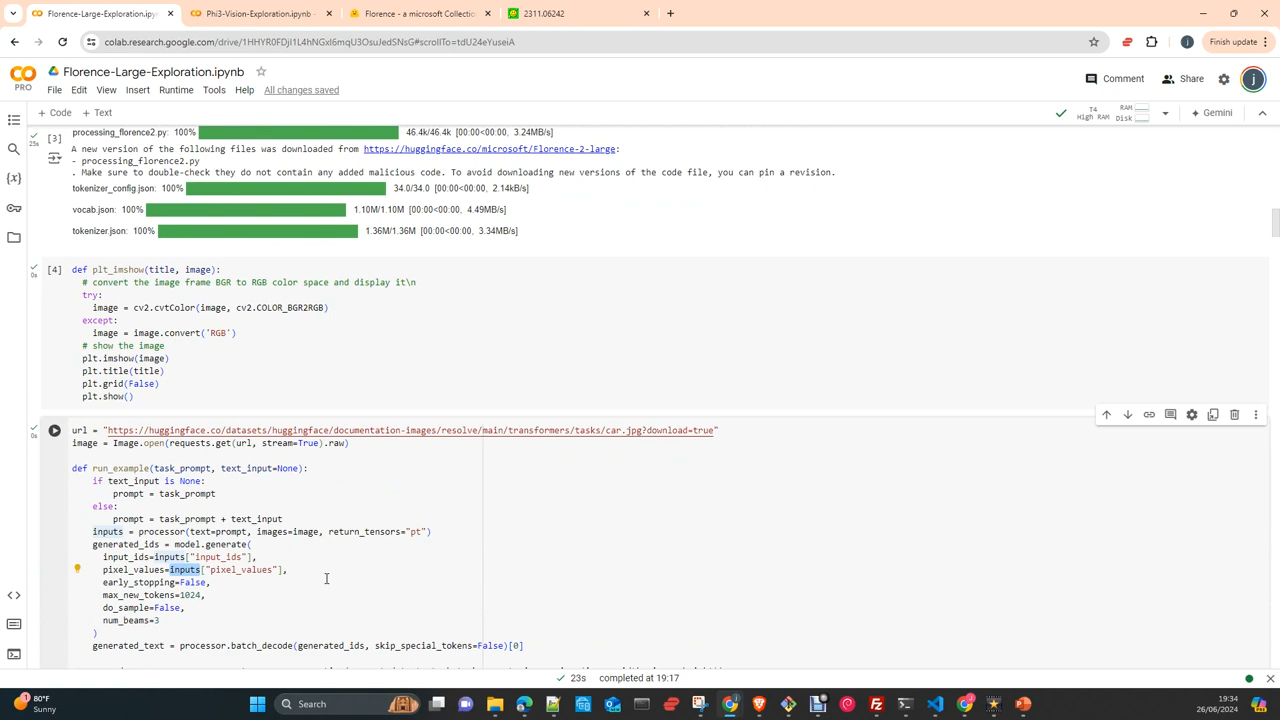 Florence-Large-Exploration.ipyn
Phi3-Vision-Exploration.ipynb -
Florence - a microsoft Collection
2311.06242
colab.research.google.com/drive/1HHYR0FDjI1L4hNGxI6mqU3OsuJedSNsG#scrollTo=tdU24eYuseiA
Finish update
PRO
Florence-Large-Exploration.ipynb
Comment
Share
File Edit View Insert Runtime Tools Help All changes saved
+ Code + Text
T4
High RAM
RAM
Disk
Gemini
[3]
25s
processing_florence2.py: 100% 46.4k/46.4k [00:00<00:00, 3.24MB/s]
A new version of the following files was downloaded from https://huggingface.co/microsoft/Florence-2-large:
- processing_florence2.py
. Make sure to double-check they do not contain any added malicious code. To avoid downloading new versions of the code file, you can pin a revision.
tokenizer_config.json: 100% 34.0/34.0 [00:00<00:00, 2.14kB/s]
vocab.json: 100% 1.10M/1.10M [00:00<00:00, 4.49MB/s]
tokenizer.json: 100% 1.36M/1.36M [00:00<00:00, 3.34MB/s]
[4]
0s
def plt_imshow(title, image):
# convert the image frame BGR to RGB color space and display it\n
try:
image = cv2.cvtColor(image, cv2.COLOR_BGR2RGB)
except:
image = image.convert('RGB')
# show the image
plt.imshow(image)
plt.title(title)
plt.grid(False)
plt.show()
0s
url = "https://huggingface.co/datasets/huggingface/documentation-images/resolve/main/transformers/tasks/car.jpg?download=true"
image = Image.open(requests.get(url, stream=True).raw)
def run_example(task_prompt, text_input=None):
if text_input is None:
prompt = task_prompt
else:
prompt = task_prompt + text_input
inputs = processor(text=prompt, images=image, return_tensors="pt")
generated_ids = model.generate(
input_ids=inputs["input_ids"],
pixel_values=inputs["pixel_values"],
early_stopping=False,
max_new_tokens=1024,
do_sample=False,
num_beams=3
)
generated_text = processor.batch_decode(generated_ids, skip_special_tokens=False)[0]
23s completed at 19:17
80°F
Sunny
Search
19:34
26/06/2024